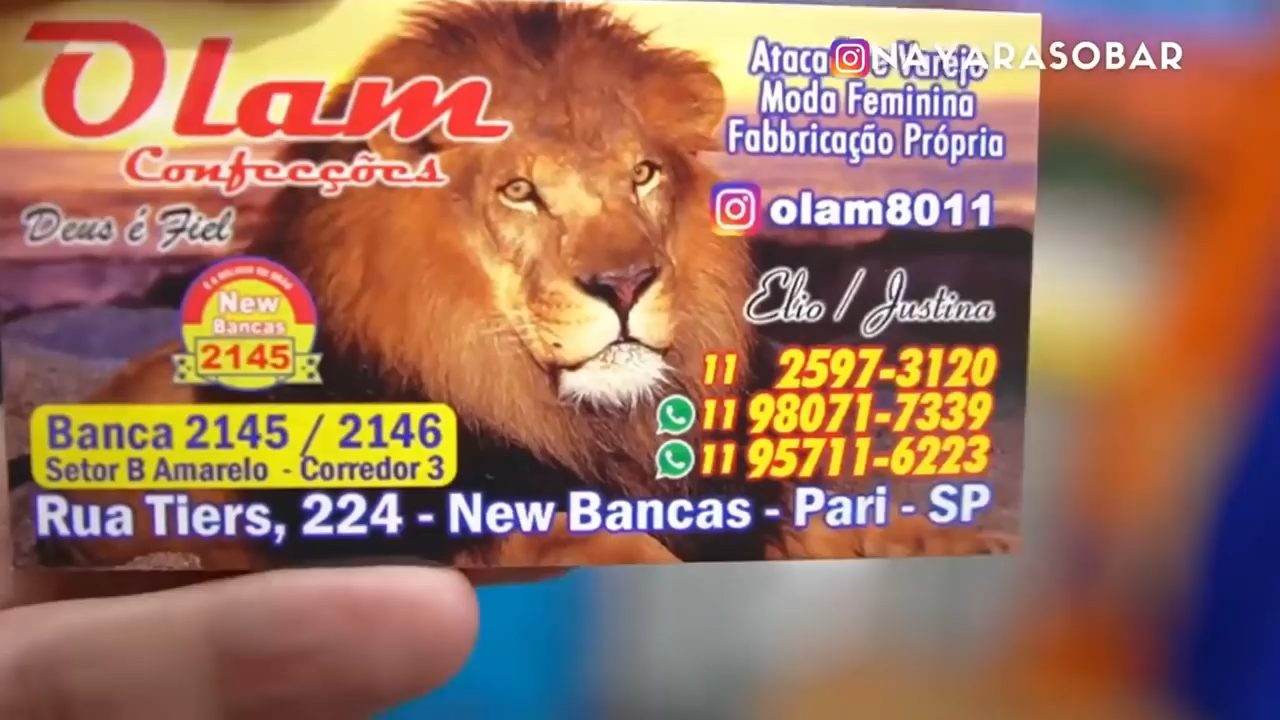 Olam
Confecções
Deus é Fiel
New
Bancas
2145
Banca 2145 / 2146
Setor B Amarelo - Corredor 3
Rua Tiers, 224 - New Bancas - Pari - SP
NAYARASOBAR
Varejo
Moda Feminina
Fabbricação Própria
olam8011
Elio / Justina
11 2597-3120
11 98071-7339
11 95711-6223